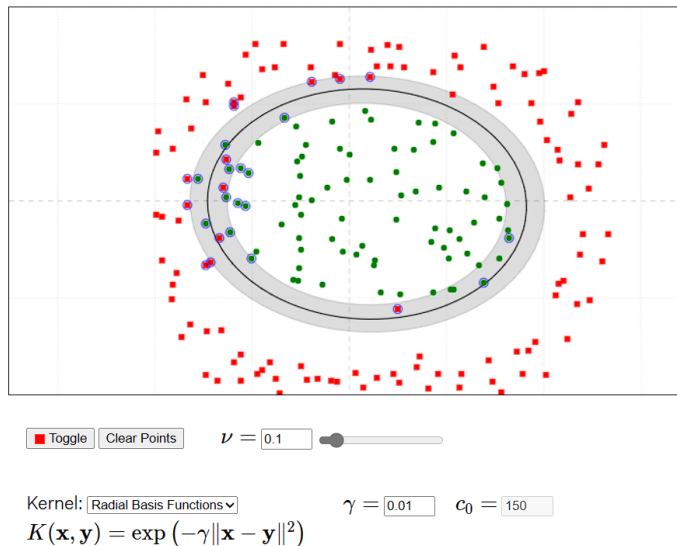 Toggle Clear Points ν = 0.1
Kernel: Radial Basis Functions γ = 0.01 c₀ = 150
K(x, y) = exp (−γ‖x − y‖²)